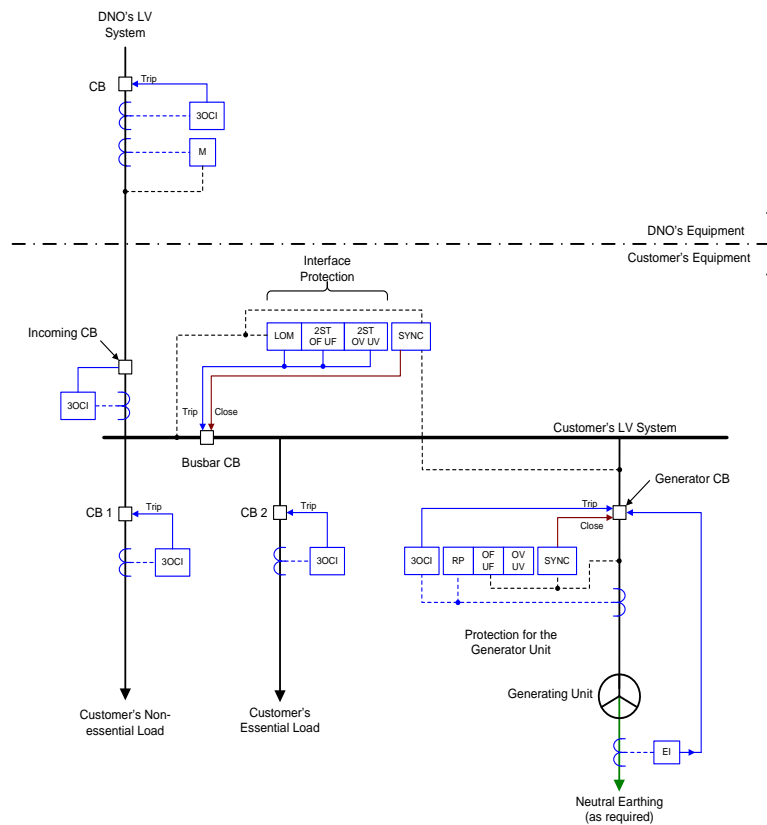 DNO's LV
System
CB
Trip
3OCI
M
DNO's Equipment
Customer's Equipment
Interface
Protection
LOM
2ST
OF UF
2ST
OV UV
SYNC
Incoming CB
3OCI
Trip
Close
Customer's LV System
Busbar CB
Generator CB
CB 1
Trip
3OCI
CB 2
Trip
3OCI
Trip
Close
3OCI
RP
OF
UF
OV
UV
SYNC
Protection for the
Generator Unit
Generating Unit
Customer's Non-
essential Load
Customer's
Essential Load
EI
Neutral Earthing
(as required)